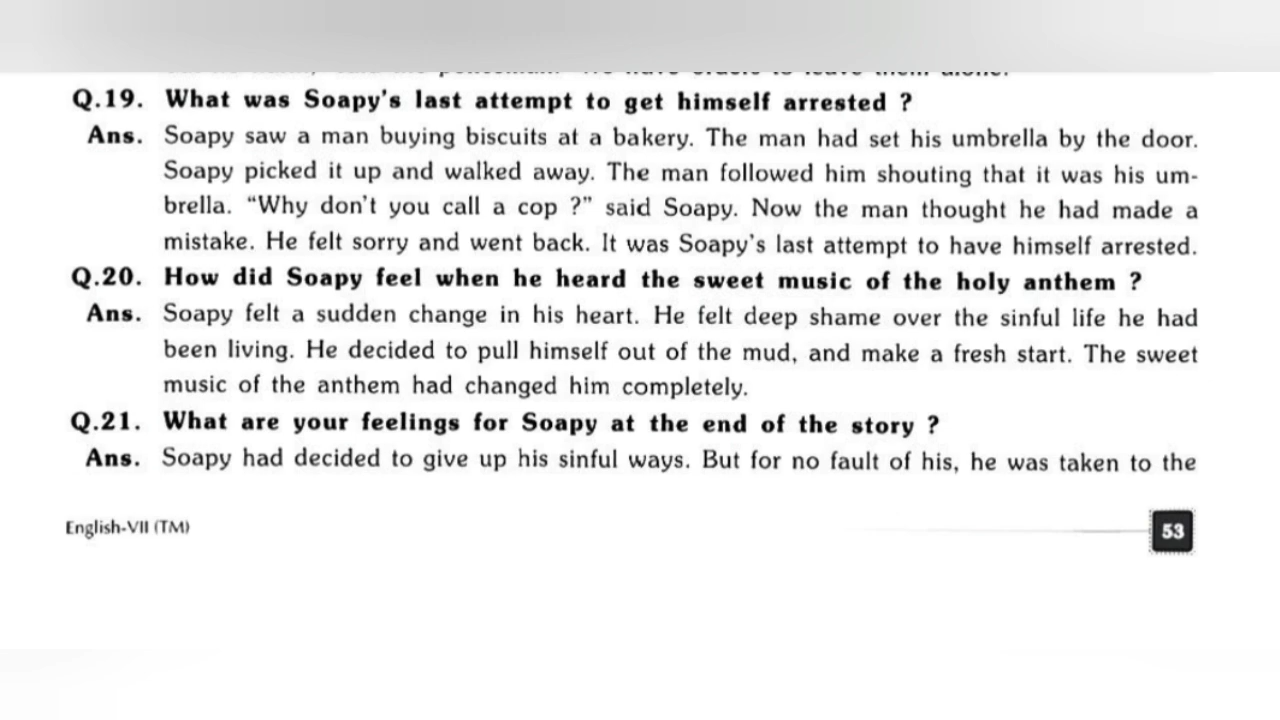 Q.19. What was Soapy's last attempt to get himself arrested ?
Ans. Soapy saw a man buying biscuits at a bakery. The man had set his umbrella by the door.
Soapy picked it up and walked away. The man followed him shouting that it was his um-
brella. “Why don't you call a cop ?” said Soapy. Now the man thought he had made a
mistake. He felt sorry and went back. It was Soapy's last attempt to have himself arrested.
Q.20. How did Soapy feel when he heard the sweet music of the holy anthem ?
Ans. Soapy felt a sudden change in his heart. He felt deep shame over the sinful life he had
been living. He decided to pull himself out of the mud, and make a fresh start. The sweet
music of the anthem had changed him completely.
Q.21. What are your feelings for Soapy at the end of the story ?
Ans. Soapy had decided to give up his sinful ways. But for no fault of his, he was taken to the
English-VII (TM)
53